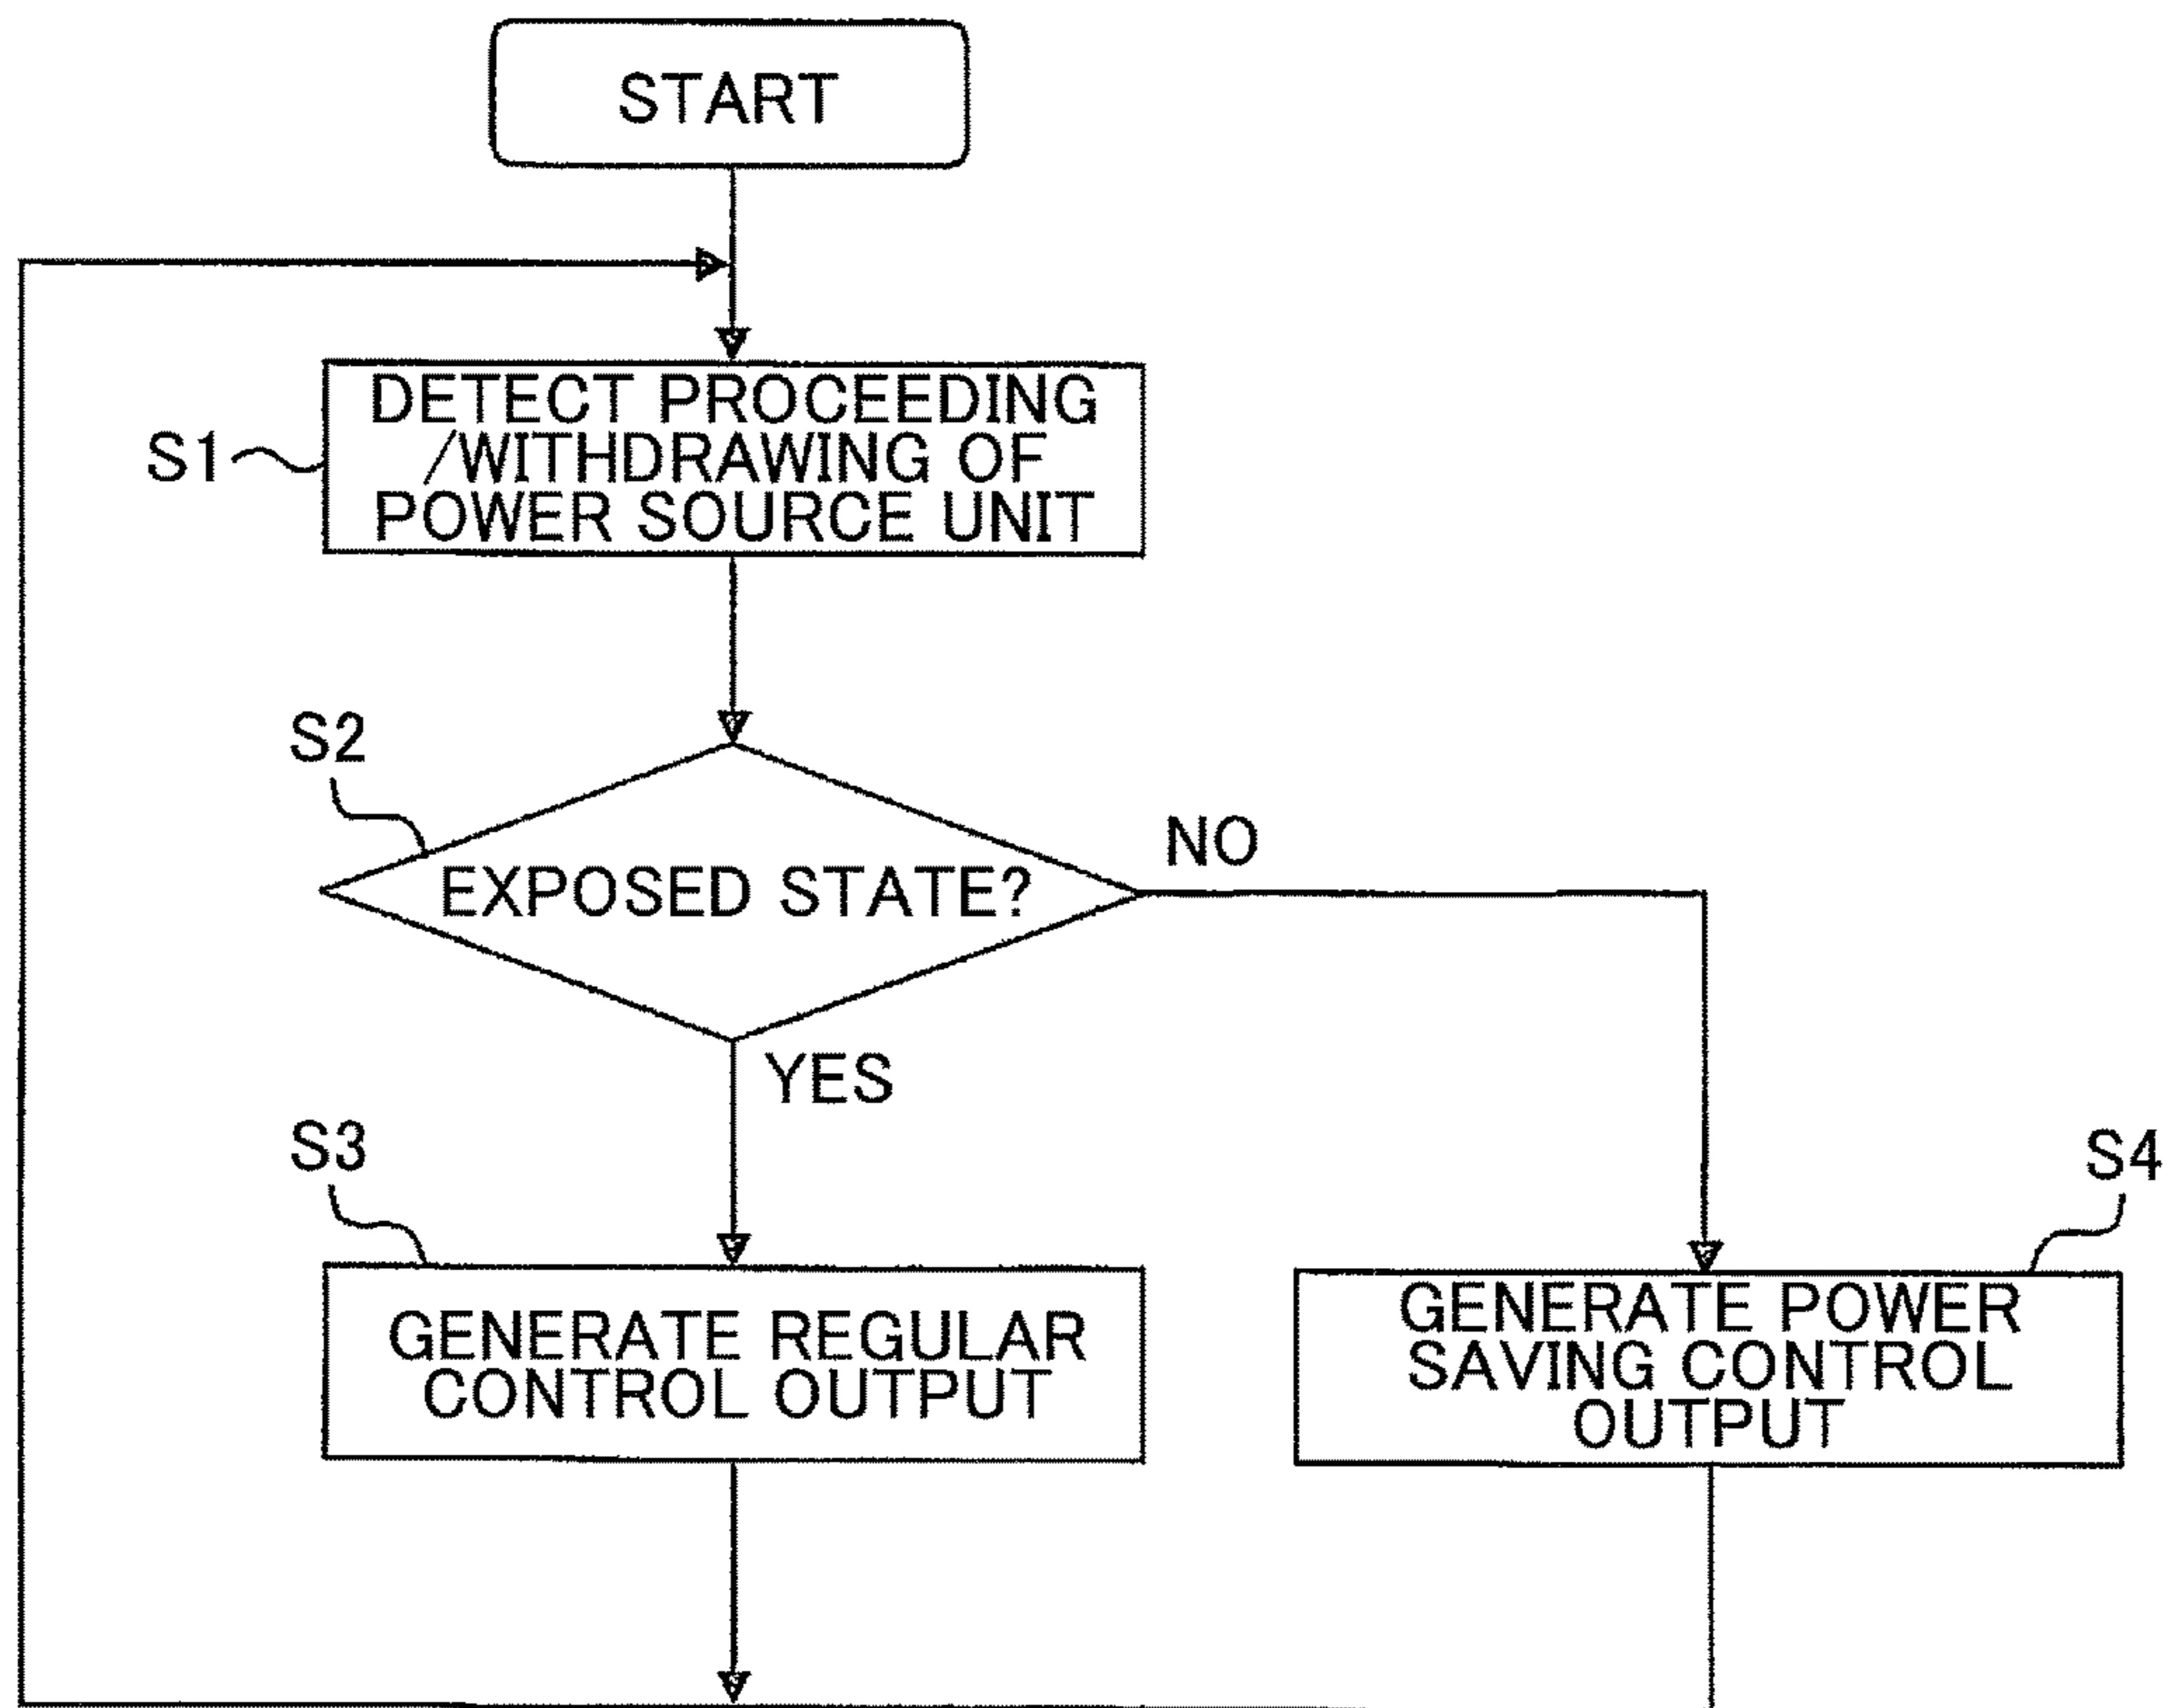 START
DETECT PROCEEDING
/WITHDRAWING OF
POWER SOURCE UNIT
S1
S2
EXPOSED STATE?
NO
YES
S3
GENERATE REGULAR
CONTROL OUTPUT
S4
GENERATE POWER
SAVING CONTROL
OUTPUT